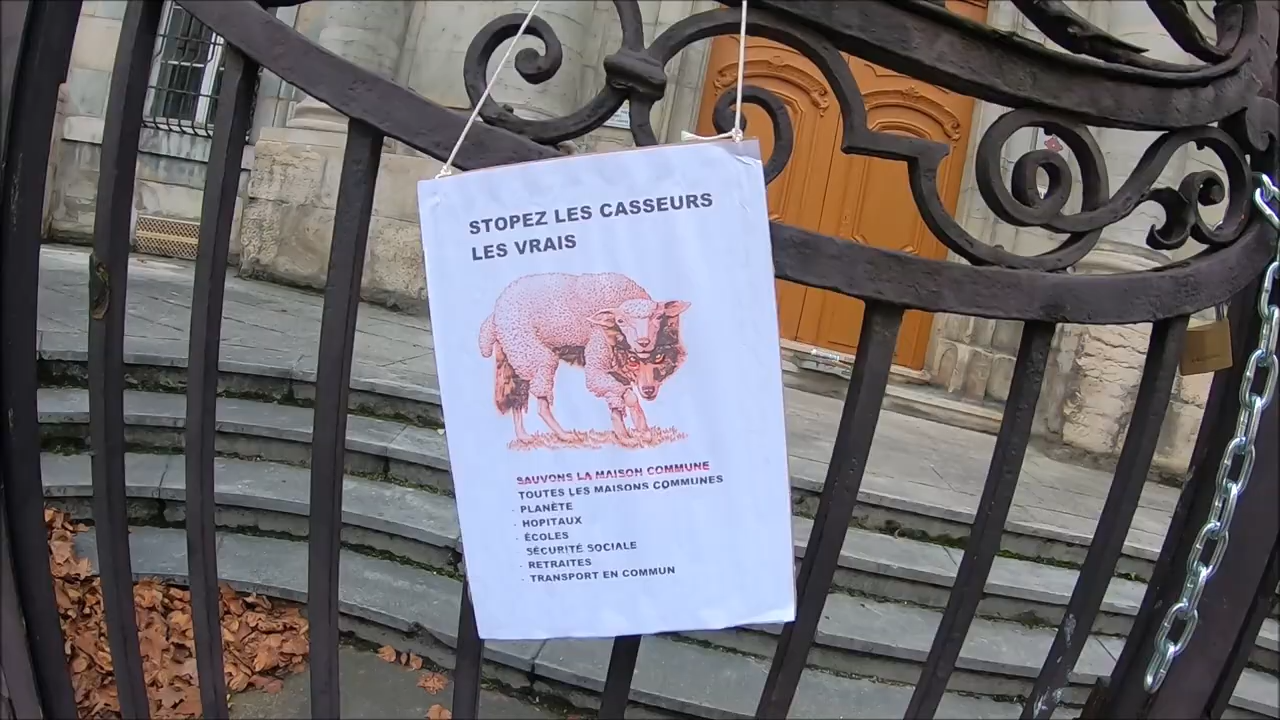 STOPEZ LES CASSEURS
LES VRAIS
SAUVONS LA MAISON COMMUNE
TOUTES LES MAISONS COMMUNES
- PLANÈTE
- HOPITAUX
- ÉCOLES
SÉCURITÉ SOCIALE
- RETRAITES
- TRANSPORT EN COMMUN